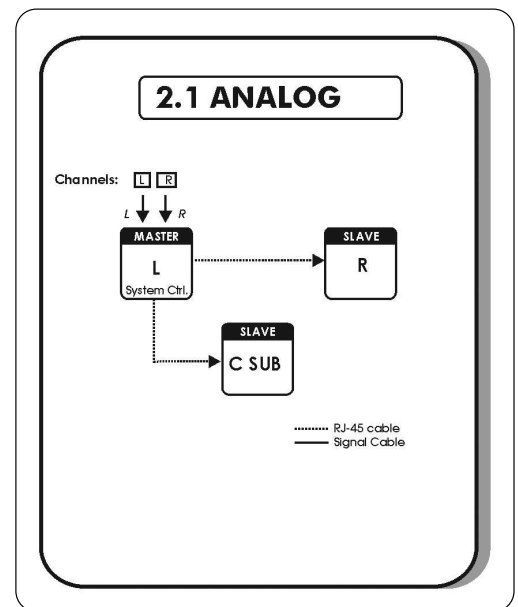 2.1 ANALOG
Channels: L R
L R
MASTER
L
System Ctrl.
SLAVE
R
SLAVE
C SUB
RJ-45 cable
Signal Cable